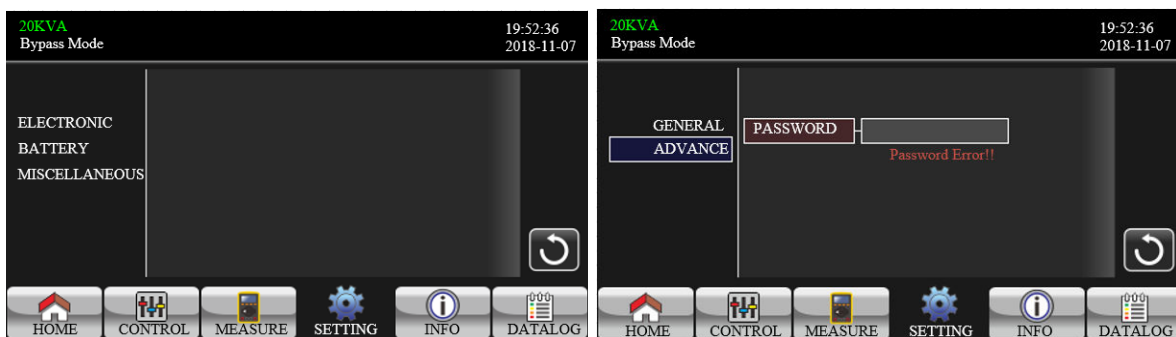 20KVA
Bypass Mode
19:52:36
2018-11-07
ELECTRONIC
BATTERY
MISCELLANEOUS
HOME
CONTROL
MEASURE
SETTING
INFO
DATALOG
20KVA
Bypass Mode
19:52:36
2018-11-07
GENERAL
ADVANCE
PASSWORD
Password Error!!
HOME
CONTROL
MEASURE
SETTING
INFO
DATALOG